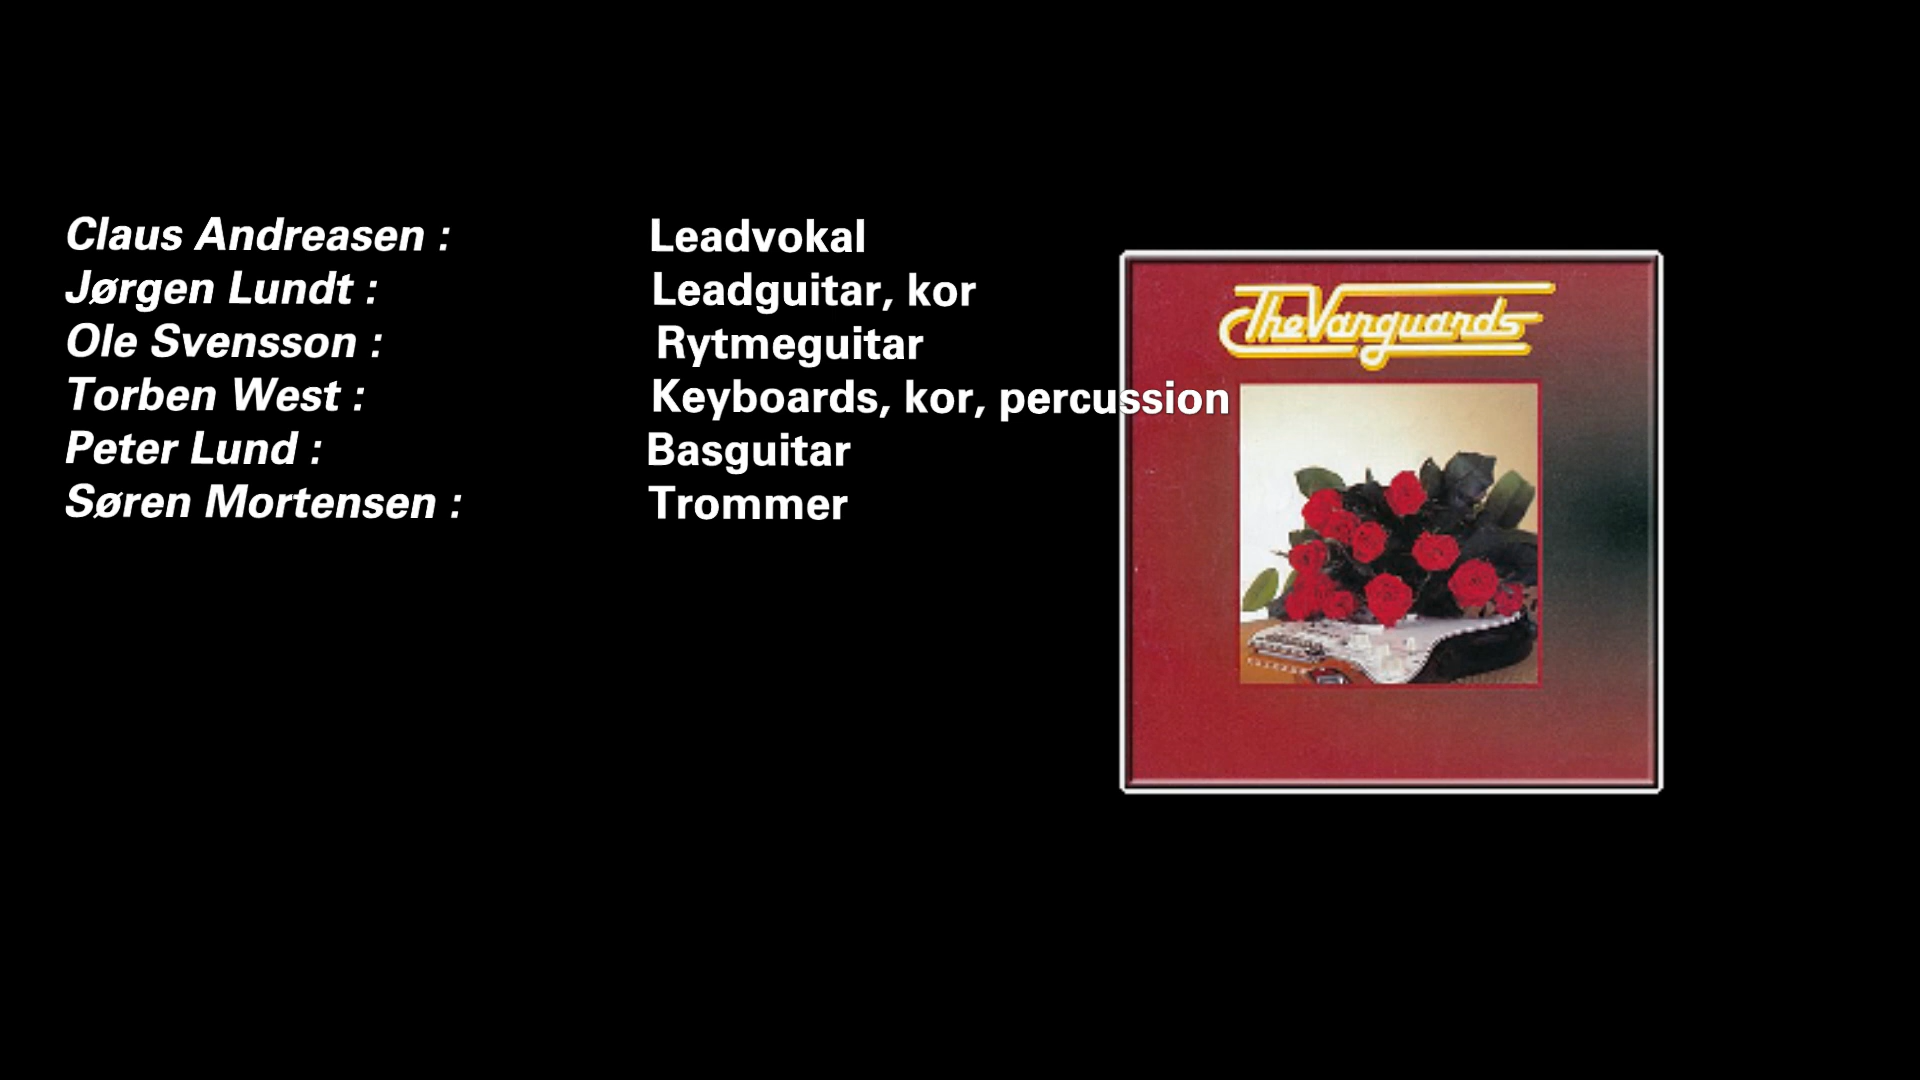 Claus Andreasen : Leadvokal
Jørgen Lundt : Leadguitar, kor
Ole Svensson : Rytmeguitar
Torben West : Keyboards, kor, percussion
Peter Lund : Basguitar
Søren Mortensen : Trommer
The Vanguards